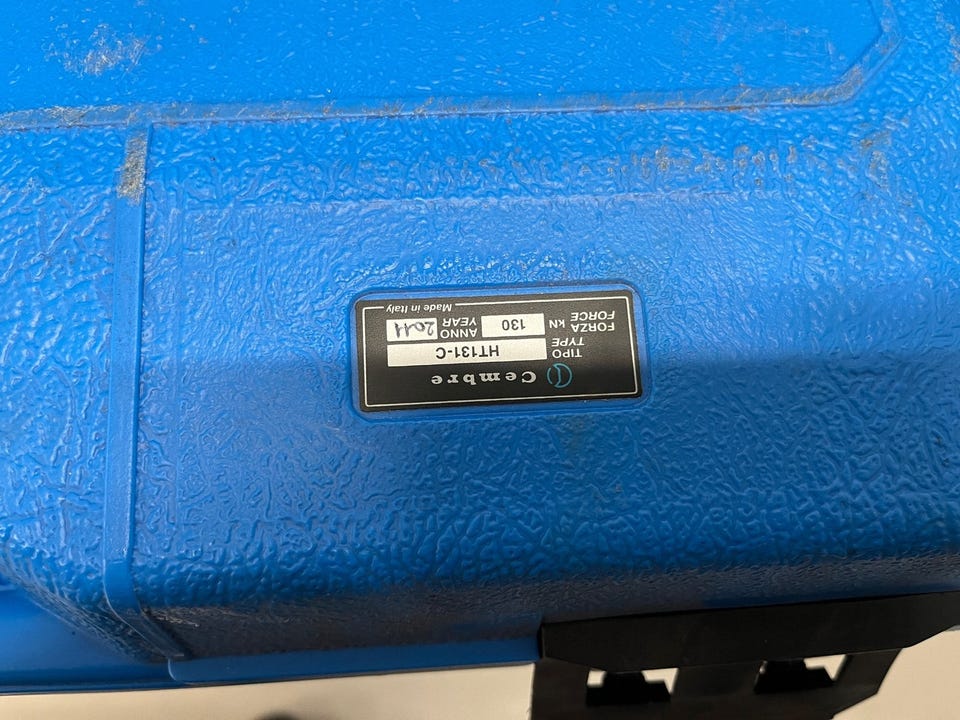 Cembre
TIPO
TYPE HT131-C
FORZA kN 130 ANNO 2011
FORCE YEAR
Made in Italy